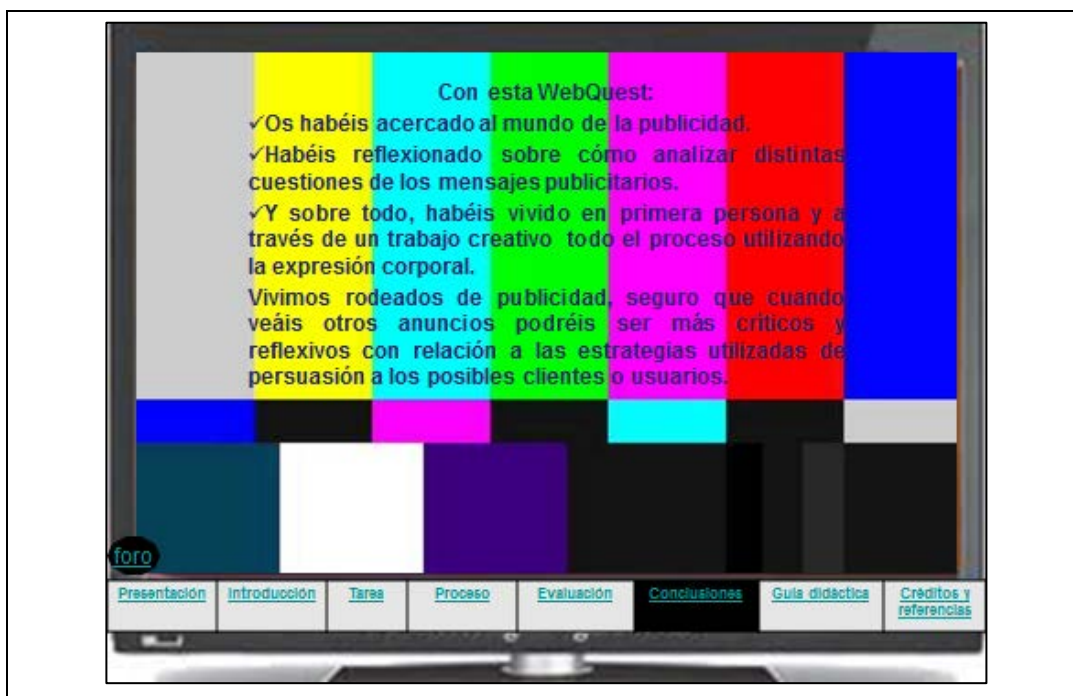 Con esta WebQuest:
✓Os habéis acercado al mundo de la publicidad.
✓Habéis reflexionado sobre cómo analizar distintas
cuestiones de los mensajes publicitarios.
✓Y sobre todo, habéis vivido en primera persona y a
través de un trabajo creativo todo el proceso utilizando
la expresión corporal.
Vivimos rodeados de publicidad, seguro que cuando
veáis otros anuncios podréis ser más críticos y
reflexivos con relación a las estrategias utilizadas de
persuasión a los posibles clientes o usuarios.
foro
Presentación
Introducción
Tarea
Proceso
Evaluación
Conclusiones
Guía didáctica
Créditos y
referencias